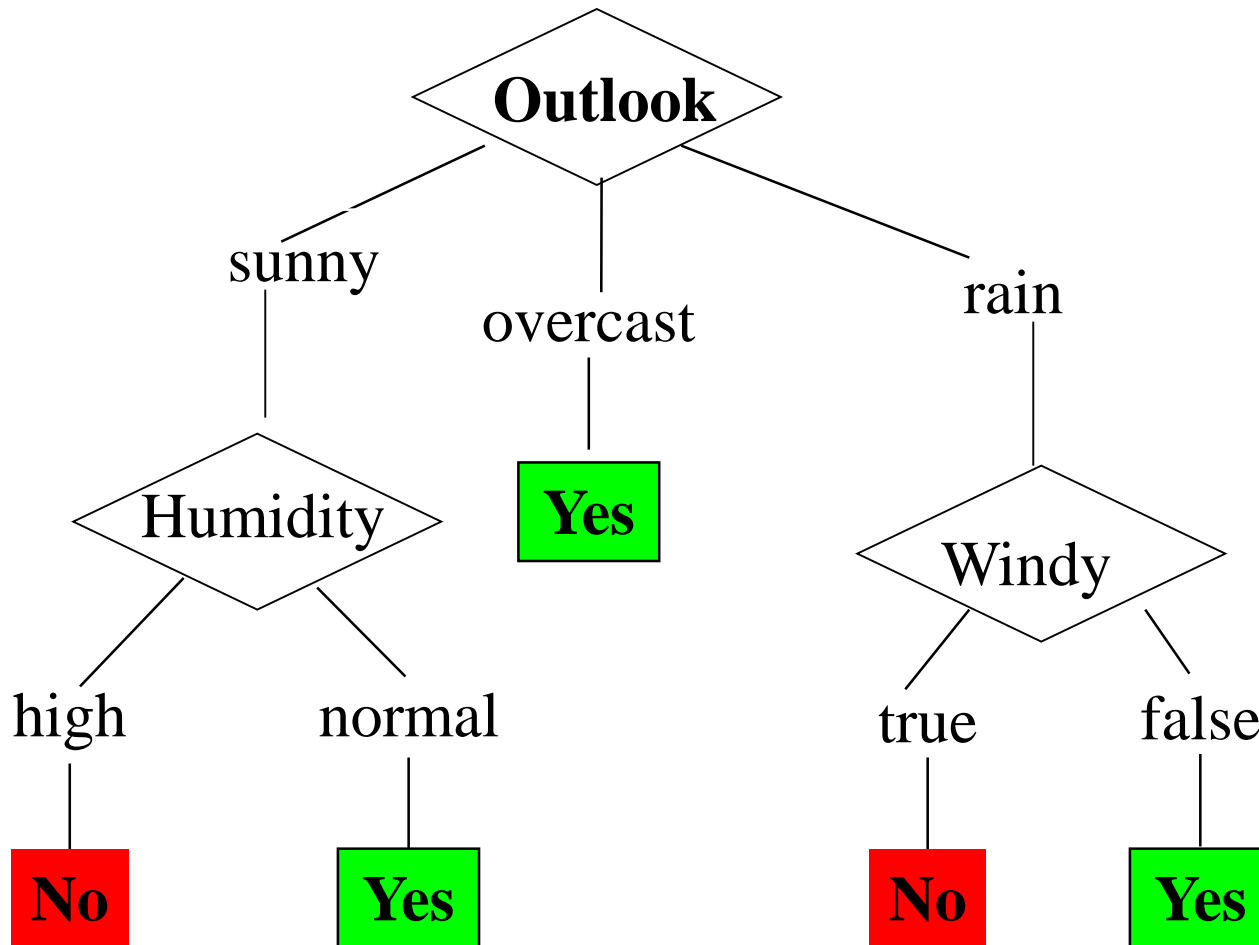 Outlook
sunny
overcast
rain
Humidity
Yes
Windy
high
normal
true
false
No
Yes
No
Yes